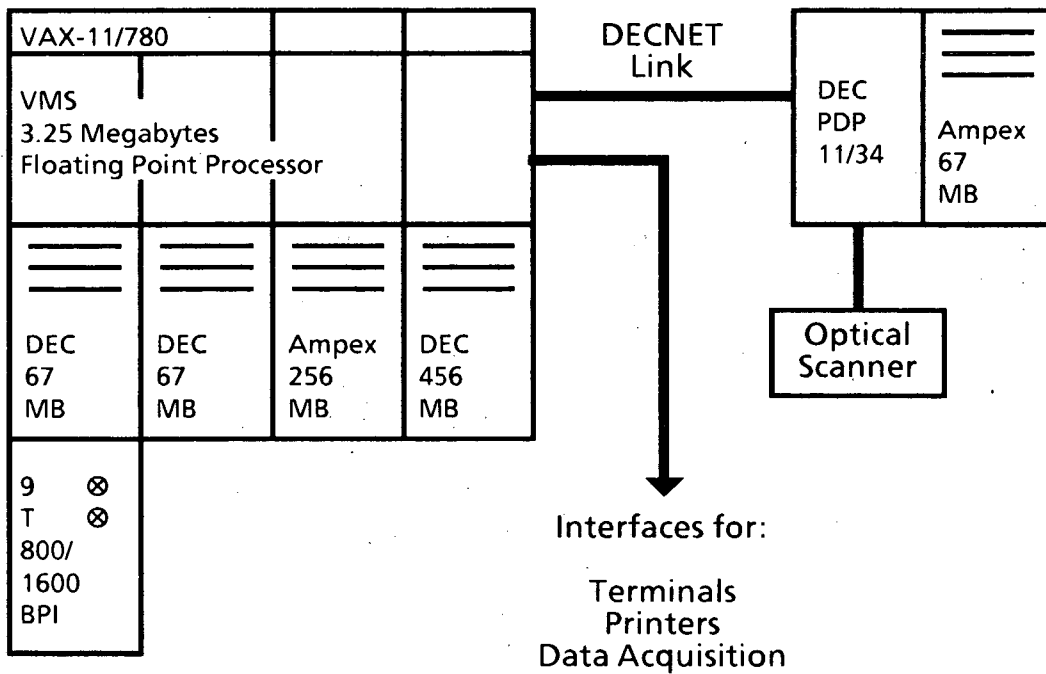 VAX-11/780
VMS
3.25 Megabytes
Floating Point Processor
DEC
67
MB
DEC
67
MB
Ampex
256
MB
DEC
456
MB
9
T
800/
1600
BPI
DECNET
Link
DEC
PDP
11/34
Ampex
67
MB
Optical
Scanner
Interfaces for:
Terminals
Printers
Data Acquisition